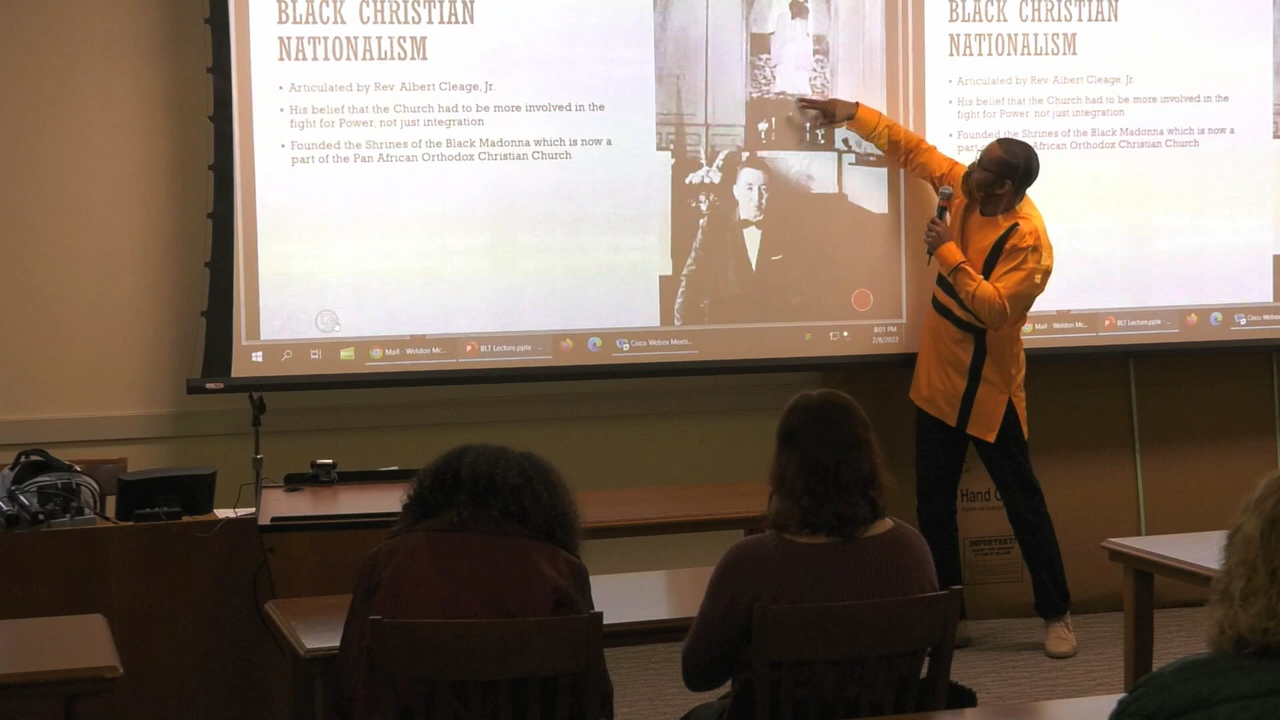 BLACK CHRISTIAN
NATIONALISM
• Articulated by Rev. Albert Cleage, Jr.
• His belief that the Church had to be more involved in the
fight for Power, not just integration
• Founded the Shrines of the Black Madonna which is now a
part of the Pan African Orthodox Christian Church
8:01 PM
2/8/2022
Mail - Weldon Mc...
BLT Lecture.pptx - ...
Cisco Webex Meeti...
BLACK CHRISTIAN
NATIONALISM
• Articulated by Rev. Albert Cleage, Jr.
• His belief that the Church had to be more involved in the
fight for Power, not just integration
• Founded the Shrines of the Black Madonna which is now a
part African Orthodox Christian Church
Mail - Weldon Mc...
BLT Lecture.pptx - ...
Cisco Webex
Hand
IMPORTANT!